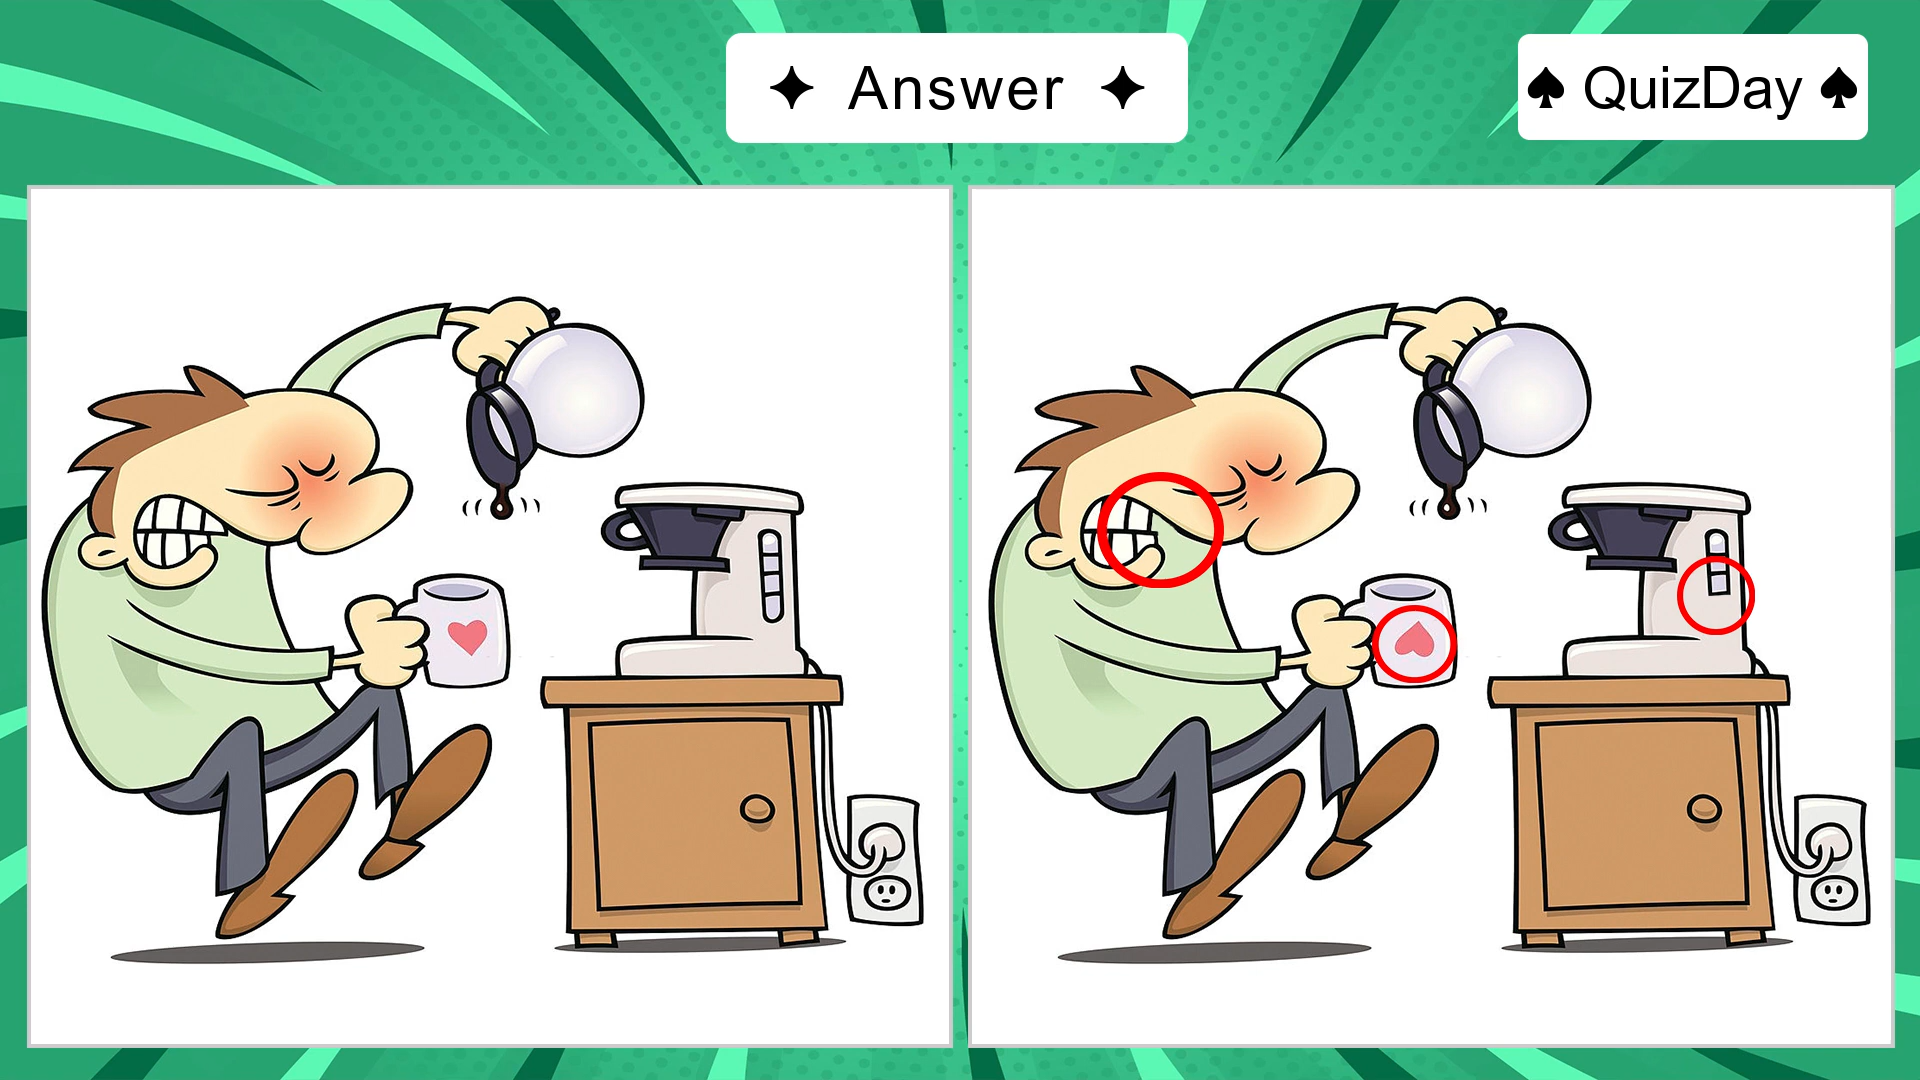 ✦ Answer ✦
♠ QuizDay ♠